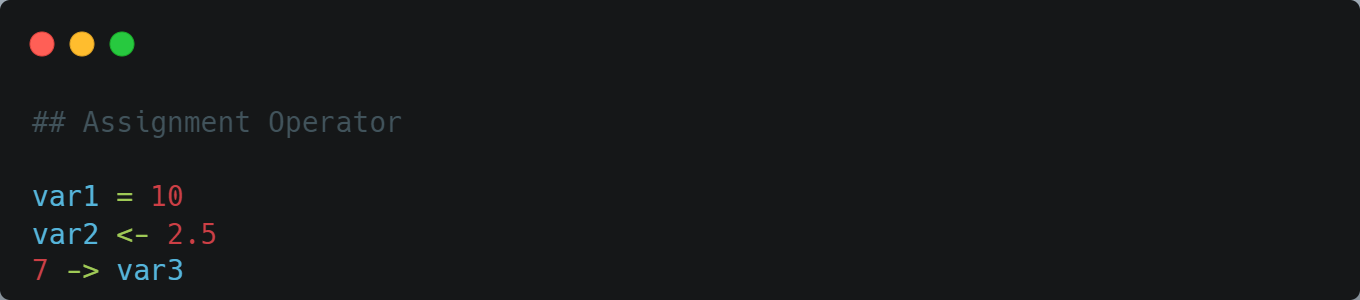 ## Assignment Operator
var1 = 10
var2 <- 2.5
7 -> var3